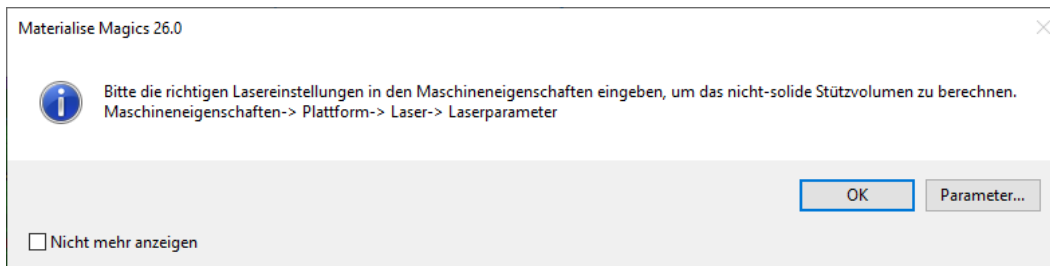 Materialise Magics 26.0
Bitte die richtigen Lasereinstellungen in den Maschineneigenschaften eingeben, um das nicht-solide Stützvolumen zu berechnen.
Maschineneigenschaften-> Plattform-> Laser-> Laserparameter
OK
Parameter...
Nicht mehr anzeigen